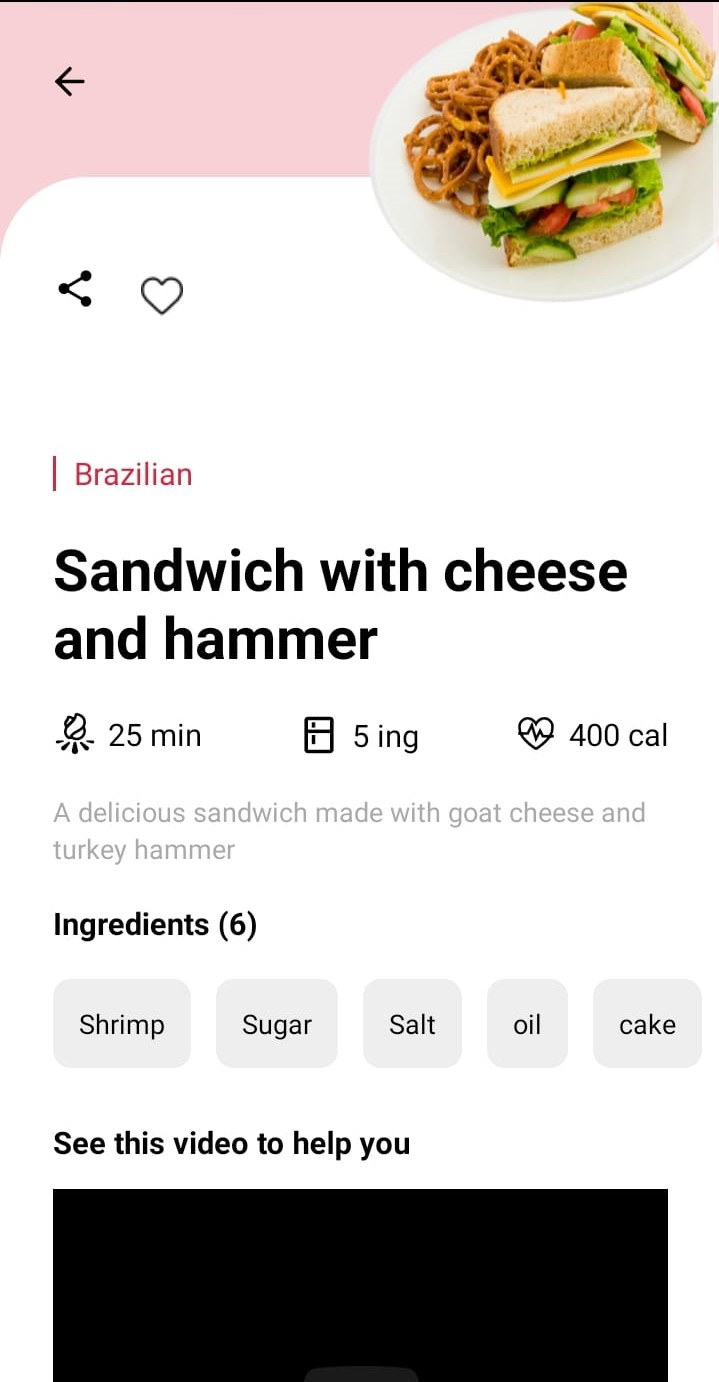 Brazilian
Sandwich with cheese
and hammer
25 min 5 ing 400 cal
A delicious sandwich made with goat cheese and
turkey hammer
Ingredients (6)
Shrimp Sugar Salt oil cake
See this video to help you